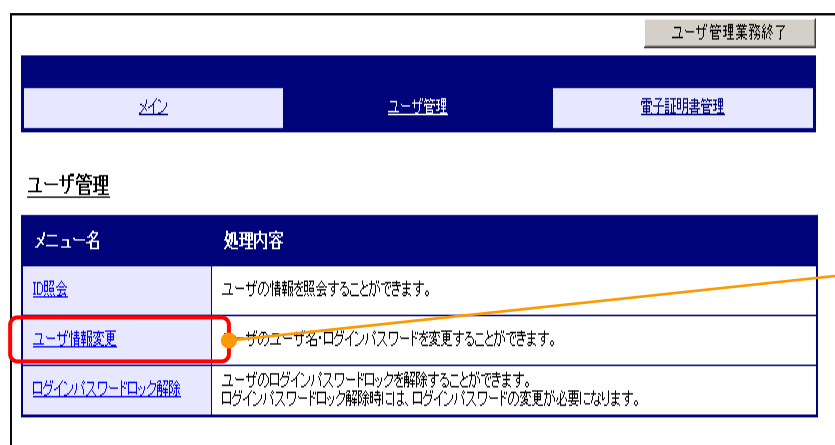 ユーザ管理業務終了
メイン
ユーザ管理
電子証明書管理
ユーザ管理
メニュー名
処理内容
ID照会
ユーザの情報を照会することができます。
ユーザ情報変更
ーザのユーザ名・ログインパスワードを変更することができます。
ログインパスワードロック解除
ユーザのログインパスワードロックを解除することができます。
ログインパスワードロック解除時には、ログインパスワードの変更が必要になります。